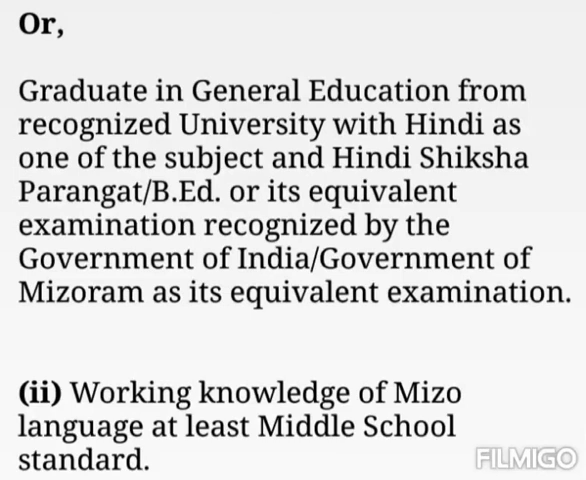 Or,
Graduate in General Education from
recognized University with Hindi as
one of the subject and Hindi Shiksha
Parangat/B.Ed. or its equivalent
examination recognized by the
Government of India/Government of
Mizoram as its equivalent examination.
(ii) Working knowledge of Mizo
language at least Middle School
standard.
FILMIGO